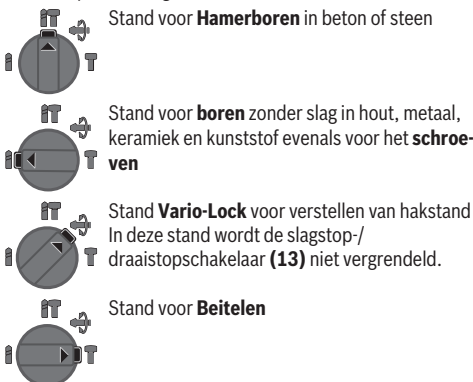 Stand voor Hamerboren in beton of steen
Stand voor boren zonder slag in hout, metaal,
keramiek en kunststof evenals voor het schroe-
ven
Stand Vario-Lock voor verstellen van hakstand
In deze stand wordt de slagstop-/
draaistopschakelaar (13) niet vergrendeld.
Stand voor Beitelen